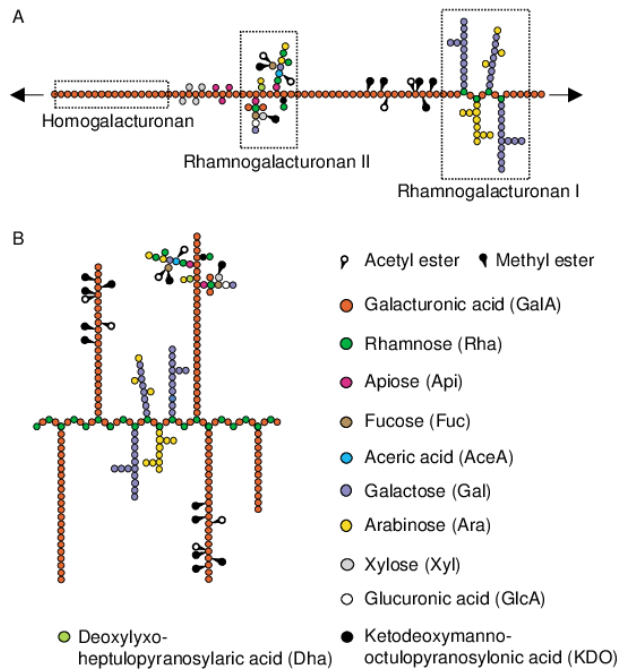 A
Homogalacturonan
Rhamnogalacturonan II
Rhamnogalacturonan I
B
Acetyl ester
Methyl ester
Galacturonic acid (GalA)
Rhamnose (Rha)
Apiose (Api)
Fucose (Fuc)
Aceric acid (AceA)
Galactose (Gal)
Arabinose (Ara)
Xylose (Xyl)
Glucuronic acid (GlcA)
Deoxylyxo-
heptulopyranosylaric acid (Dha)
Ketodeoxymanno-
octulopyranosylonic acid (KDO)